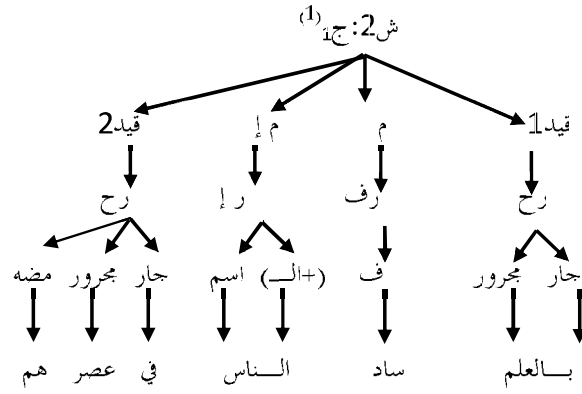 ش2: ج1 (1)
قيد1 م م إ قيد2
رح رف ر إ رح
جار مجرور ف (+الـ) اسم جار مجرور مضه
بـالعلم ساد الـناس في عصر هم